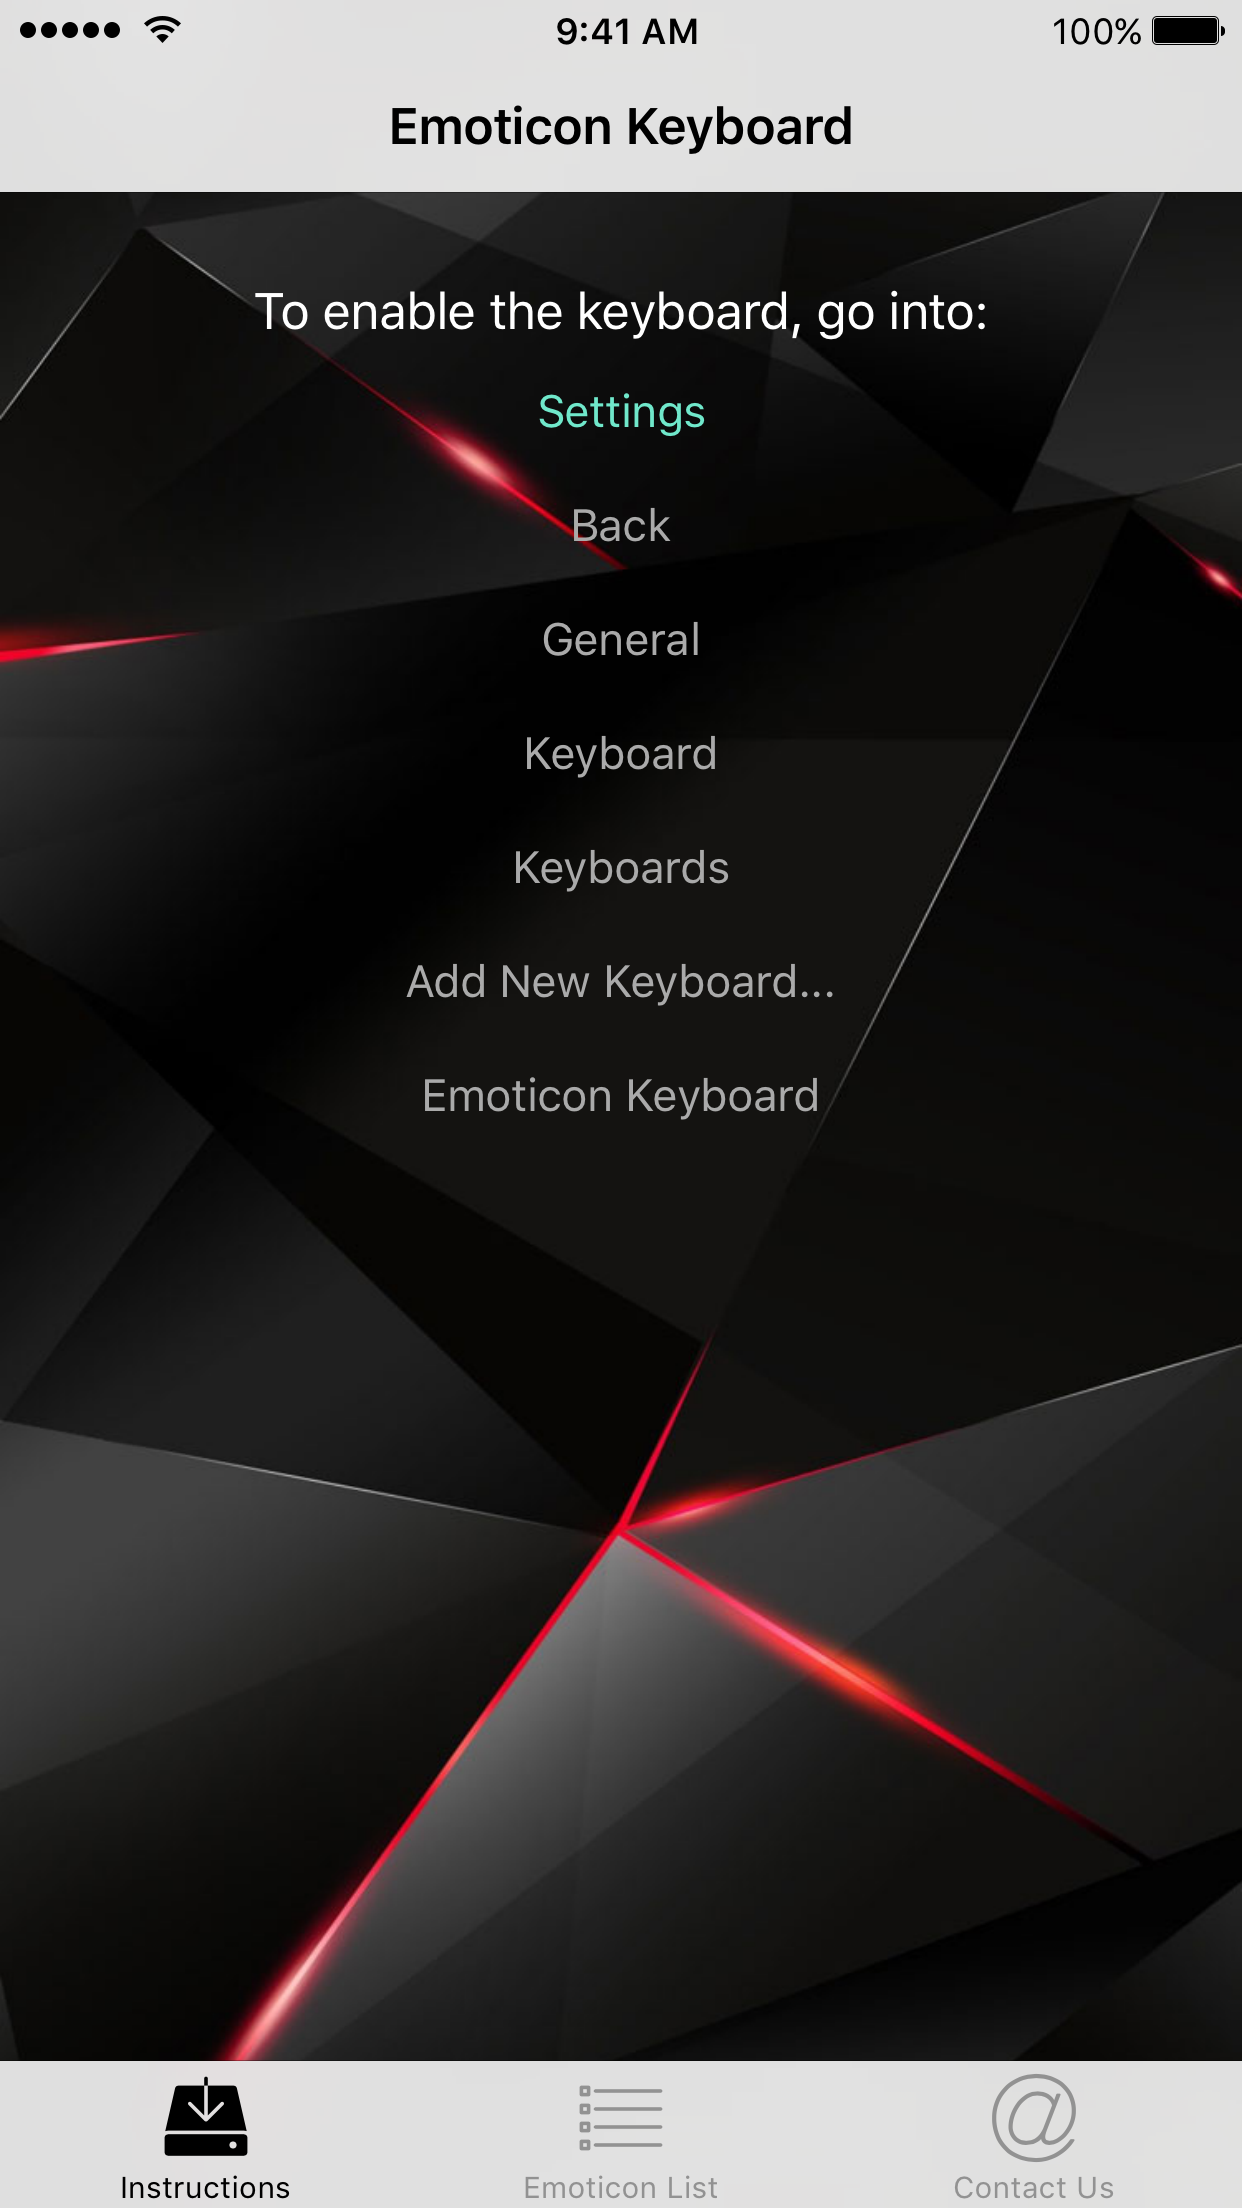 9:41 AM
100%
Emoticon Keyboard
To enable the keyboard, go into:
Settings
Back
General
Keyboard
Keyboards
Add New Keyboard...
Emoticon Keyboard
Instructions
Emoticon List
Contact Us